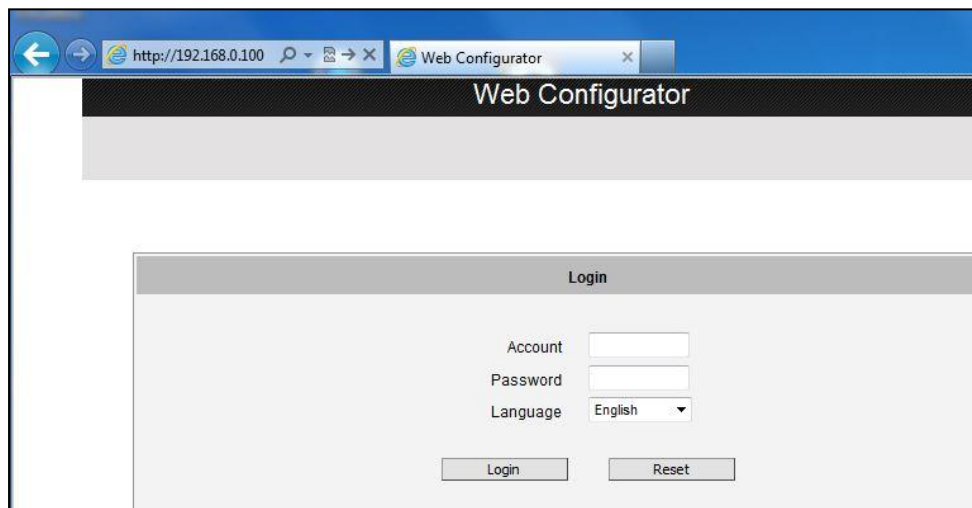 http://192.168.0.100
Web Configurator
Web Configurator
Login
Account
Password
Language English
Login Reset